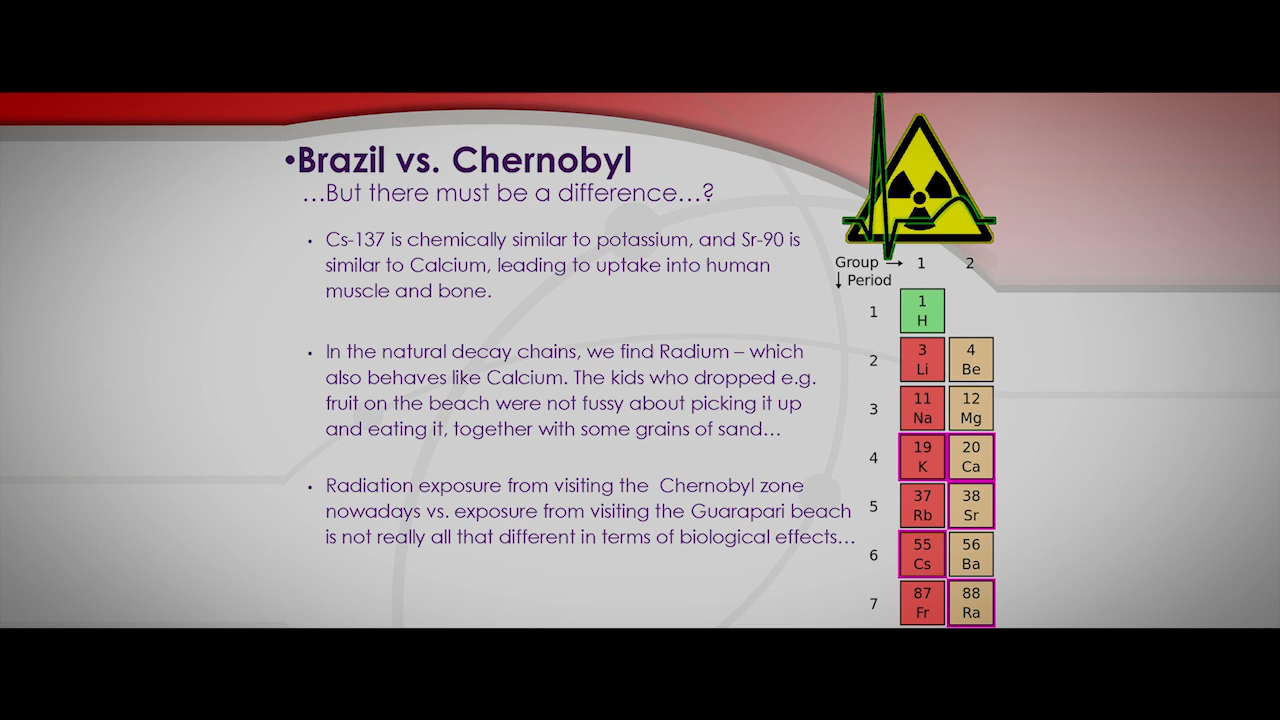 •Brazil vs. Chernobyl
…But there must be a difference…?
• Cs-137 is chemically similar to potassium, and Sr-90 is
similar to Calcium, leading to uptake into human
muscle and bone.
• In the natural decay chains, we find Radium – which
also behaves like Calcium. The kids who dropped e.g.
fruit on the beach were not fussy about picking it up
and eating it, together with some grains of sand…
• Radiation exposure from visiting the  Chernobyl zone
nowadays vs. exposure from visiting the Guarapari beach
is not really all that different in terms of biological effects…
Group → 1 2
↓ Period
1 1
H
2 3 4
Li Be
3 11 12
Na Mg
4 19 20
K Ca
5 37 38
Rb Sr
6 55 56
Cs Ba
7 87 88
Fr Ra